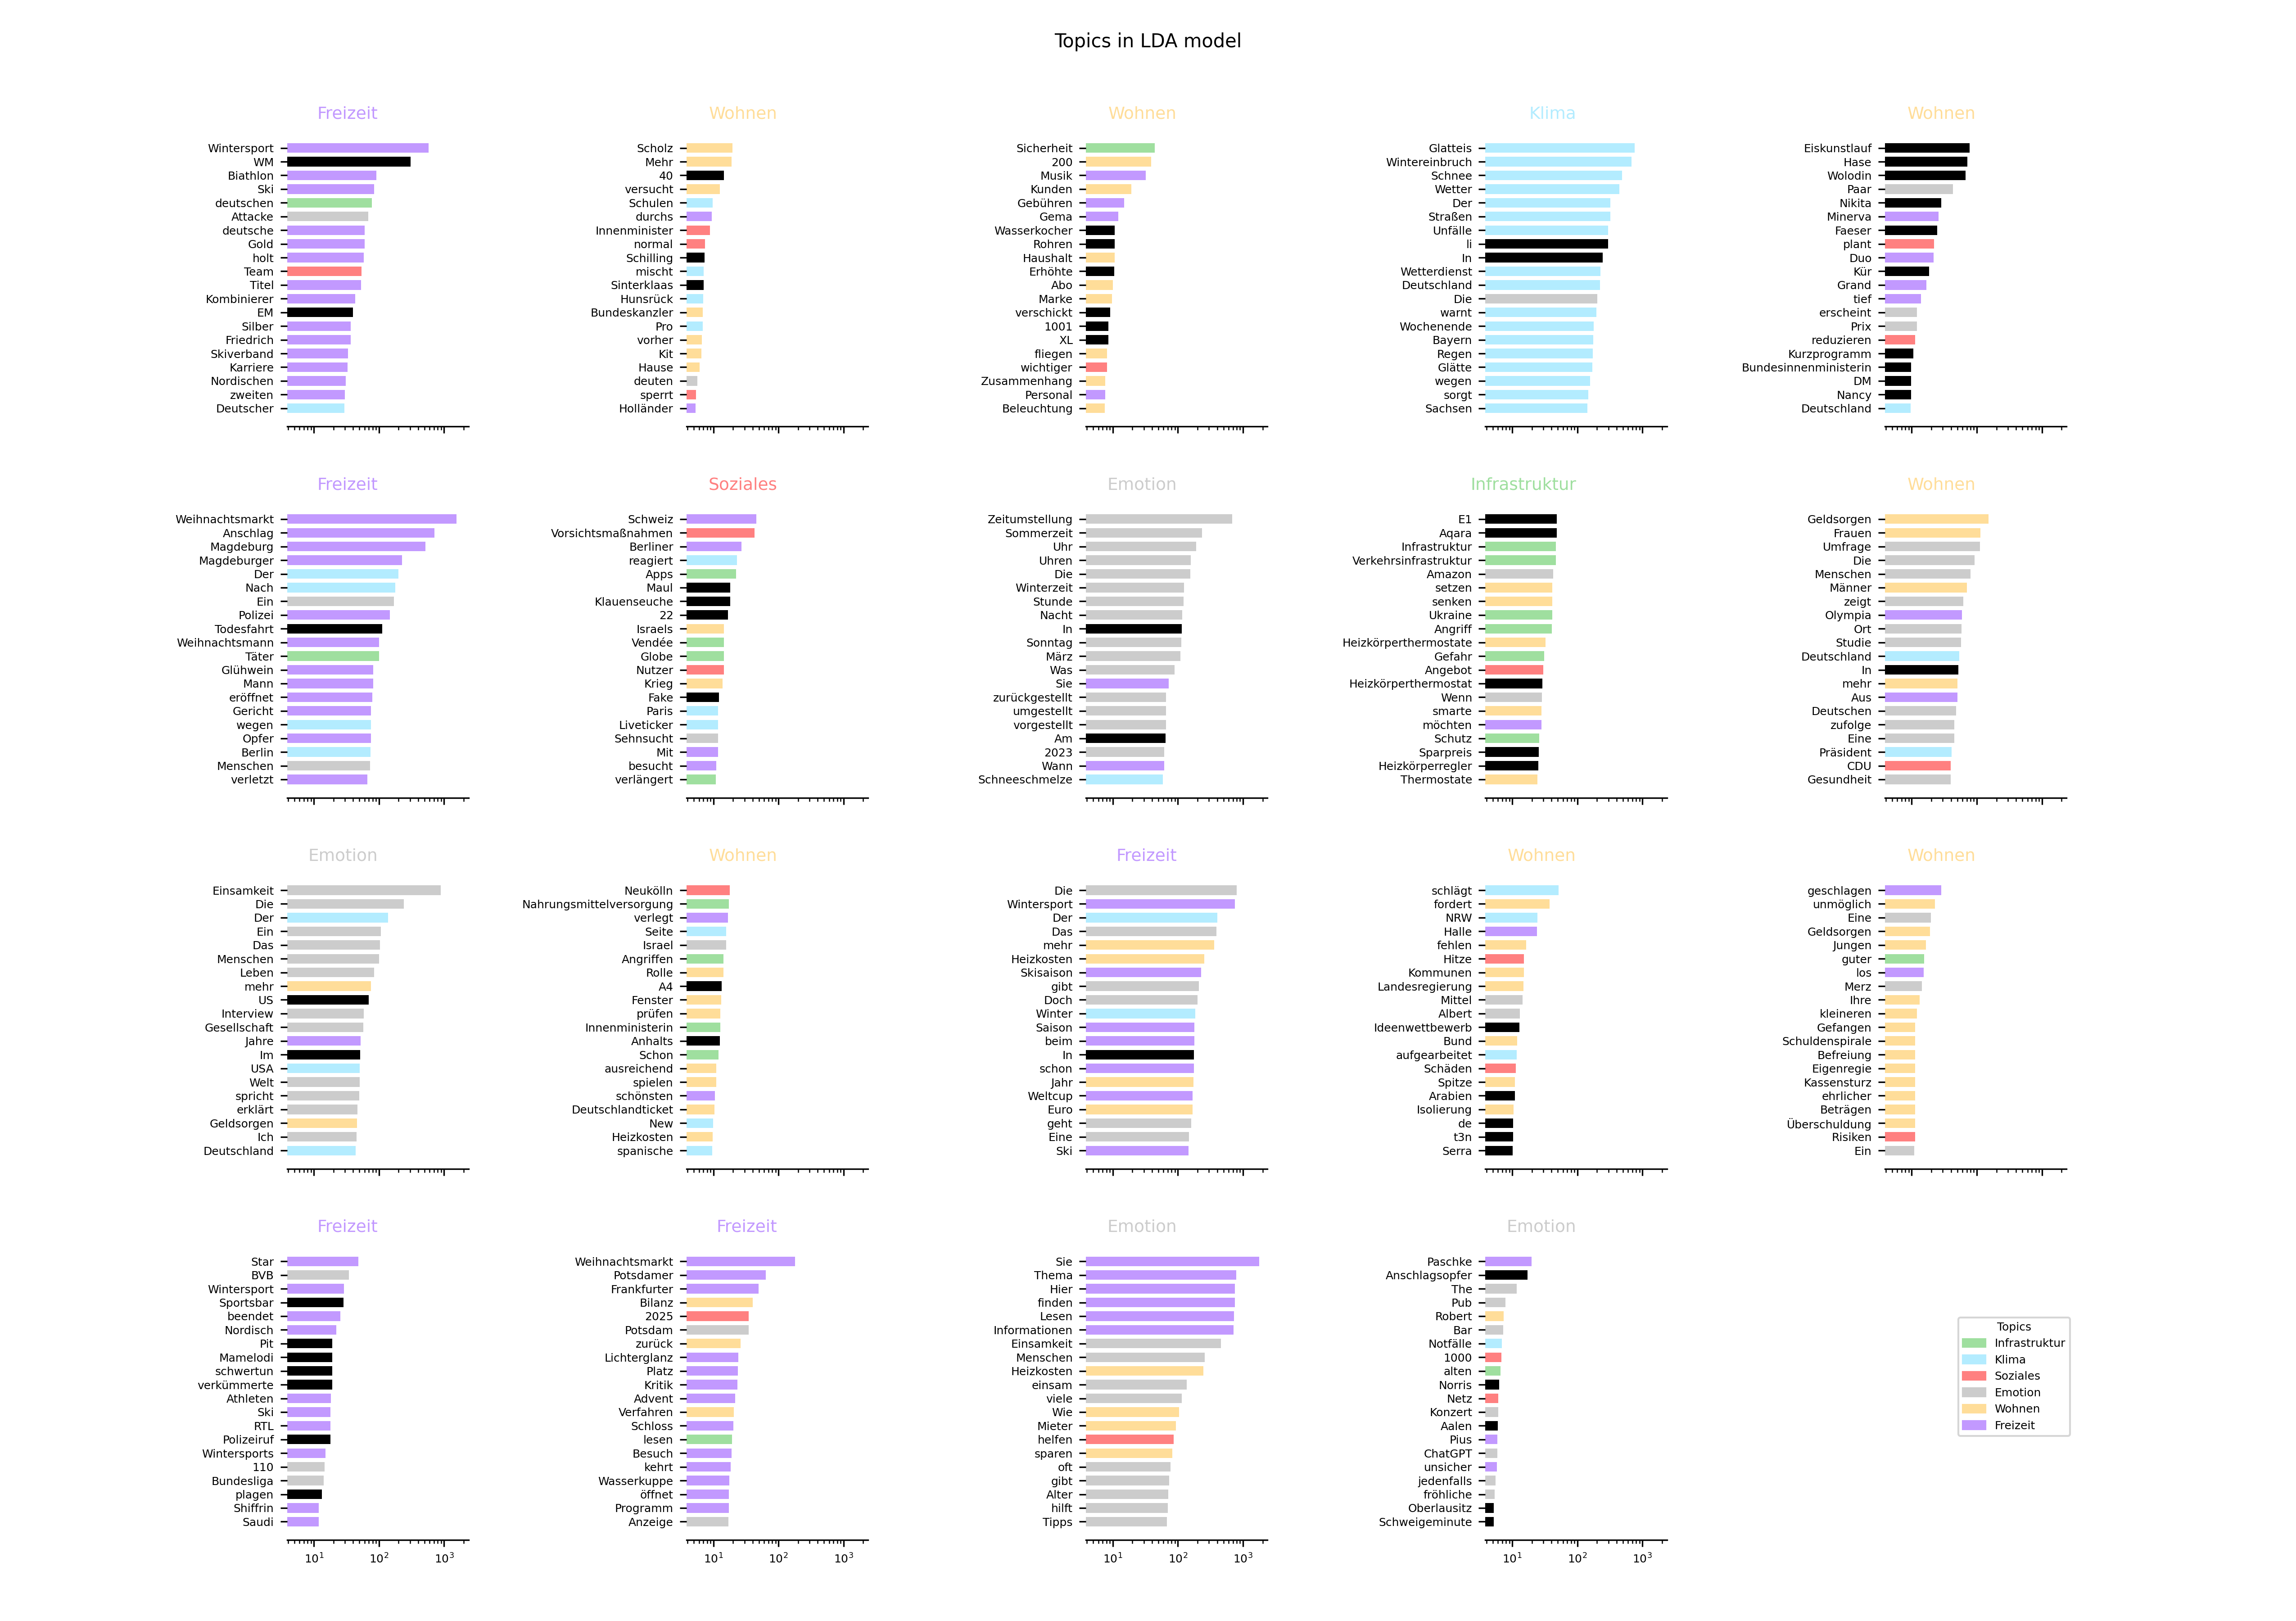 Topics in LDA model
Freizeit
Wintersport
WM
Biathlon
Ski
deutschen
Attacke
deutsche
Gold
holt
Team
Titel
Kombinierer
EM
Silber
Friedrich
Skiverband
Karriere
Nordischen
zweiten
Deutscher
Wohnen
Scholz
Mehr
40
versucht
Schulen
durchs
Innenminister
normal
Schilling
mischt
Sinterklaas
Hunsrück
Bundeskanzler
Pro
vorher
Kit
Hause
deuten
sperrt
Holländer
Wohnen
Sicherheit
200
Musik
Kunden
Gebühren
Gema
Wasserkocher
Rohren
Haushalt
Erhöhte
Abo
Marke
verschickt
1001
XL
fliegen
wichtiger
Zusammenhang
Personal
Beleuchtung
Klima
Glatteis
Wintereinbruch
Schnee
Wetter
Der
Straßen
Unfälle
li
In
Wetterdienst
Deutschland
Die
warnt
Wochenende
Bayern
Regen
Glätte
wegen
sorgt
Sachsen
Wohnen
Eiskunstlauf
Hase
Wolodin
Paar
Nikita
Minerva
Faeser
plant
Duo
Kür
Grand
tief
erscheint
Prix
reduzieren
Kurzprogramm
Bundesinnenministerin
DM
Nancy
Deutschland
Freizeit
Weihnachtsmarkt
Anschlag
Magdeburg
Magdeburger
Der
Nach
Ein
Polizei
Todesfahrt
Weihnachtsmann
Täter
Glühwein
Mann
eröffnet
Gericht
wegen
Opfer
Berlin
Menschen
verletzt
Soziales
Schweiz
Vorsichtsmaßnahmen
Berliner
reagiert
Apps
Maul
Klauenseuche
22
Israels
Vendée
Globe
Nutzer
Krieg
Fake
Paris
Liveticker
Sehnsucht
Mit
besucht
verlängert
Emotion
Zeitumstellung
Sommerzeit
Uhr
Uhren
Die
Winterzeit
Stunde
Nacht
In
Sonntag
März
Was
Sie
zurückgestellt
umgestellt
vorgestellt
Am
2023
Wann
Schneeschmelze
Infrastruktur
E1
Aqara
Infrastruktur
Verkehrsinfrastruktur
Amazon
setzen
senken
Ukraine
Angriff
Heizkörperthermostate
Gefahr
Angebot
Heizkörperthermostat
Wenn
smarte
möchten
Schutz
Sparpreis
Heizkörperregler
Thermostate
Wohnen
Geldsorgen
Frauen
Umfrage
Die
Menschen
Männer
zeigt
Olympia
Ort
Studie
Deutschland
In
mehr
Aus
Deutschen
zufolge
Eine
Präsident
CDU
Gesundheit
Emotion
Einsamkeit
Die
Der
Ein
Das
Menschen
Leben
mehr
US
Interview
Gesellschaft
Jahre
Im
USA
Welt
spricht
erklärt
Geldsorgen
Ich
Deutschland
Wohnen
Neukölln
Nahrungsmittelversorgung
verlegt
Seite
Israel
Angriffen
Rolle
A4
Fenster
prüfen
Innenministerin
Anhalts
Schon
ausreichend
spielen
schönsten
Deutschlandticket
New
Heizkosten
spanische
Freizeit
Die
Wintersport
Der
Das
mehr
Heizkosten
Skisaison
gibt
Doch
Winter
Saison
beim
In
schon
Jahr
Weltcup
Euro
geht
Eine
Ski
Wohnen
schlägt
fordert
NRW
Halle
fehlen
Hitze
Kommunen
Landesregierung
Mittel
Albert
Ideenwettbewerb
Bund
aufgearbeitet
Schäden
Spitze
Arabien
Isolierung
de
t3n
Serra
Wohnen
geschlagen
unmöglich
Eine
Geldsorgen
Jungen
guter
los
Merz
Ihre
kleineren
Gefangen
Schuldenspirale
Befreiung
Eigenregie
Kassensturz
ehrlicher
Beträgen
Überschuldung
Risiken
Ein
Freizeit
Star
BVB
Wintersport
Sportsbar
beendet
Nordisch
Pit
Mamelodi
schwertun
verkümmerte
Athleten
Ski
RTL
Polizeiruf
Wintersports
110
Bundesliga
plagen
Shiffrin
Saudi
10¹ 10² 10³
Freizeit
Weihnachtsmarkt
Potsdamer
Frankfurter
Bilanz
2025
Potsdam
zurück
Lichterglanz
Platz
Kritik
Advent
Verfahren
Schloss
lesen
Besuch
kehrt
Wasserkuppe
öffnet
Programm
Anzeige
10¹ 10² 10³
Emotion
Sie
Thema
Hier
finden
Lesen
Informationen
Einsamkeit
Menschen
Heizkosten
einsam
viele
Wie
Mieter
helfen
sparen
oft
gibt
Alter
hilft
Tipps
10¹ 10² 10³
Emotion
Paschke
Anschlagsopfer
The
Pub
Robert
Bar
Notfälle
1000
alten
Norris
Netz
Konzert
Aalen
Pius
ChatGPT
unsicher
jedenfalls
fröhliche
Oberlausitz
Schweigeminute
10¹ 10² 10³
Topics
Infrastruktur
Klima
Soziales
Emotion
Wohnen
Freizeit